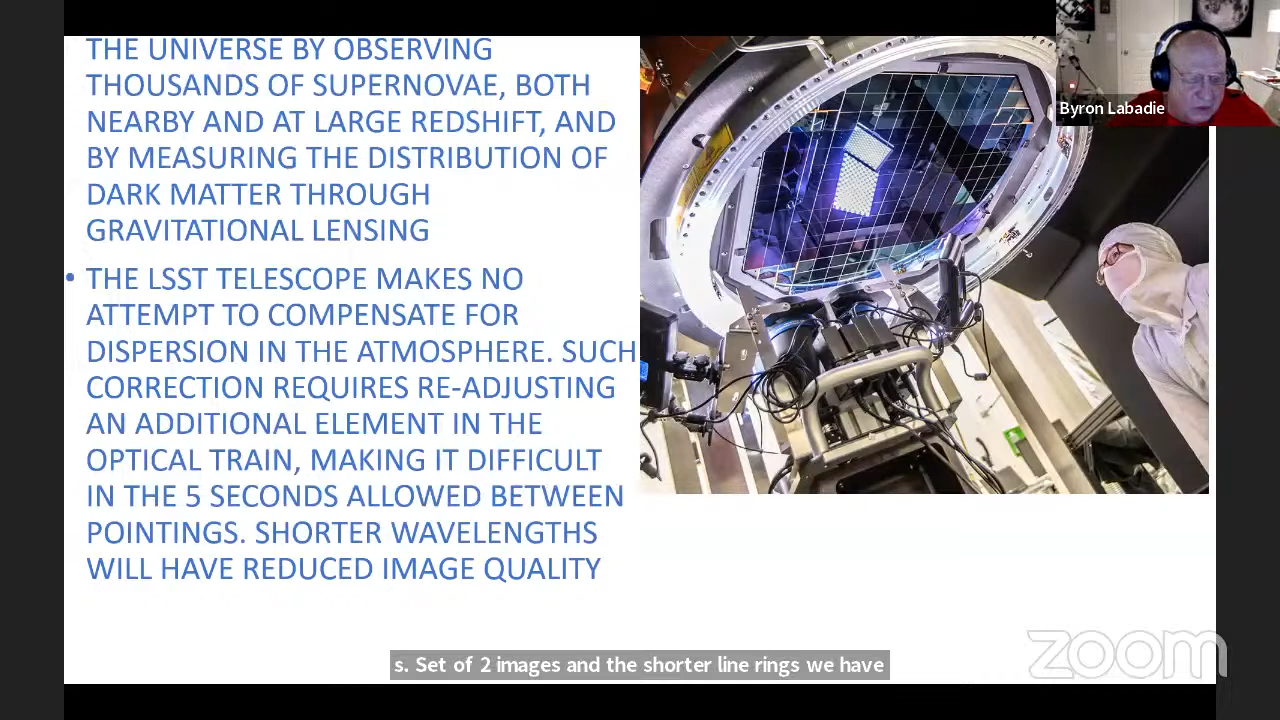 THE UNIVERSE BY OBSERVING
THOUSANDS OF SUPERNOVAE, BOTH
NEARBY AND AT LARGE REDSHIFT, AND
BY MEASURING THE DISTRIBUTION OF
DARK MATTER THROUGH
GRAVITATIONAL LENSING
• THE LSST TELESCOPE MAKES NO
ATTEMPT TO COMPENSATE FOR
DISPERSION IN THE ATMOSPHERE. SUCH
CORRECTION REQUIRES RE-ADJUSTING
AN ADDITIONAL ELEMENT IN THE
OPTICAL TRAIN, MAKING IT DIFFICULT
IN THE 5 SECONDS ALLOWED BETWEEN
POINTINGS. SHORTER WAVELENGTHS
WILL HAVE REDUCED IMAGE QUALITY
Byron Labadie
s. Set of 2 images and the shorter line rings we have
zoom